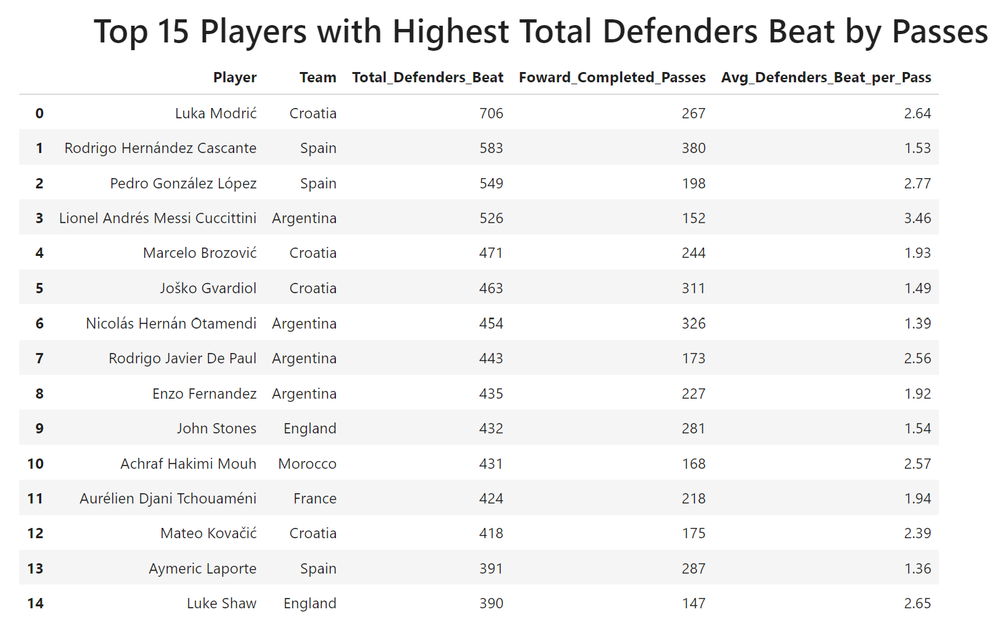 Top 15 Players with Highest Total Defenders Beat by Passes
Player Team Total_Defenders_Beat Foward_Completed_Passes Avg_Defenders_Beat_per_Pass
0 Luka Modrić Croatia 706 267 2.64
1 Rodrigo Hernández Cascante Spain 583 380 1.53
2 Pedro González López Spain 549 198 2.77
3 Lionel Andrés Messi Cuccittini Argentina 526 152 3.46
4 Marcelo Brozović Croatia 471 244 1.93
5 Joško Gvardiol Croatia 463 311 1.49
6 Nicolás Hernán Otamendi Argentina 454 326 1.39
7 Rodrigo Javier De Paul Argentina 443 173 2.56
8 Enzo Fernandez Argentina 435 227 1.92
9 John Stones England 432 281 1.54
10 Achraf Hakimi Mouh Morocco 431 168 2.57
11 Aurélien Djani Tchouaméni France 424 218 1.94
12 Mateo Kovačić Croatia 418 175 2.39
13 Aymeric Laporte Spain 391 287 1.36
14 Luke Shaw England 390 147 2.65